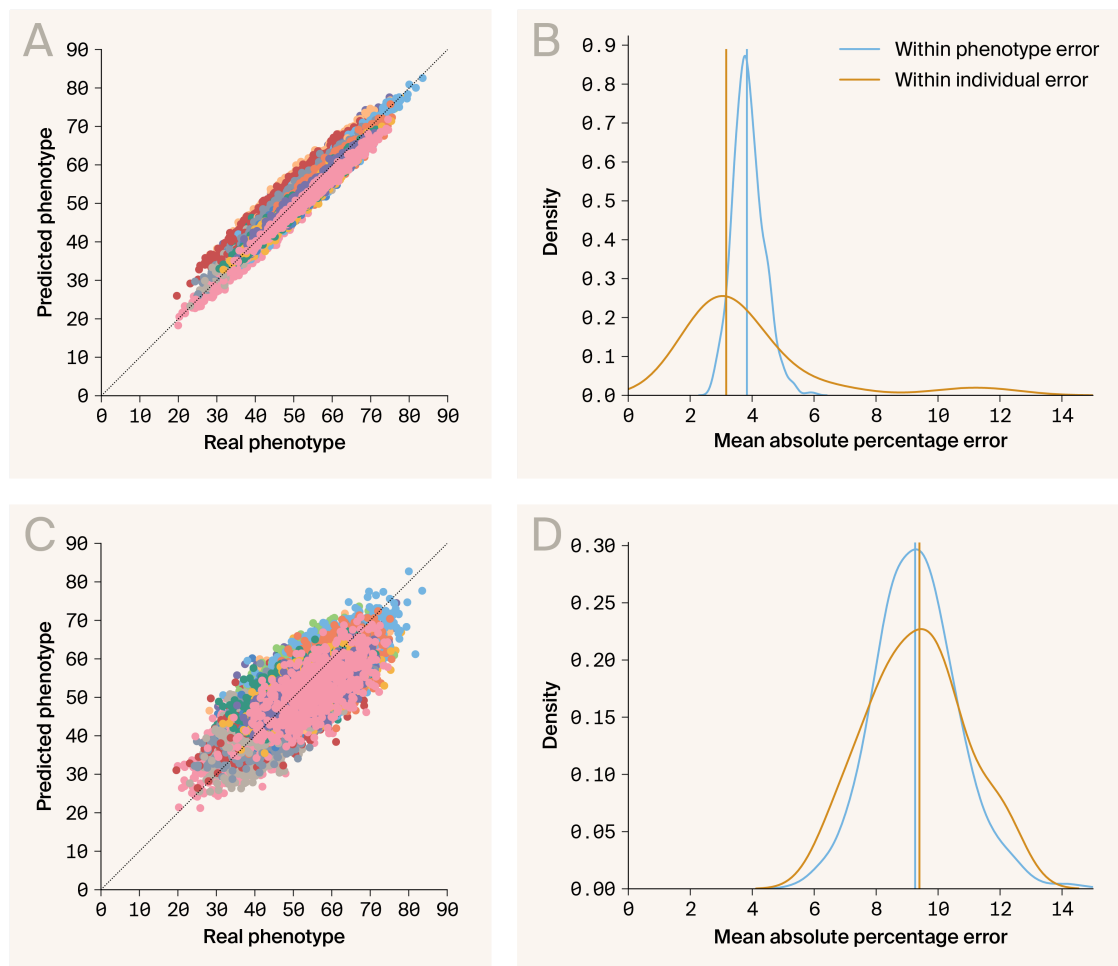 A
90
80
70
60
50
40
30
20
10
0
Predicted phenotype
0 10 20 30 40 50 60 70 80 90
Real phenotype
B
0.9
0.8
0.7
0.6
0.5
0.4
0.3
0.2
0.1
0.0
Density
Within phenotype error
Within individual error
0 2 4 6 8 10 12 14
Mean absolute percentage error
C
90
80
70
60
50
40
30
20
10
0
Predicted phenotype
0 10 20 30 40 50 60 70 80 90
Real phenotype
D
0.30
0.25
0.20
0.15
0.10
0.05
0.00
Density
0 2 4 6 8 10 12 14
Mean absolute percentage error